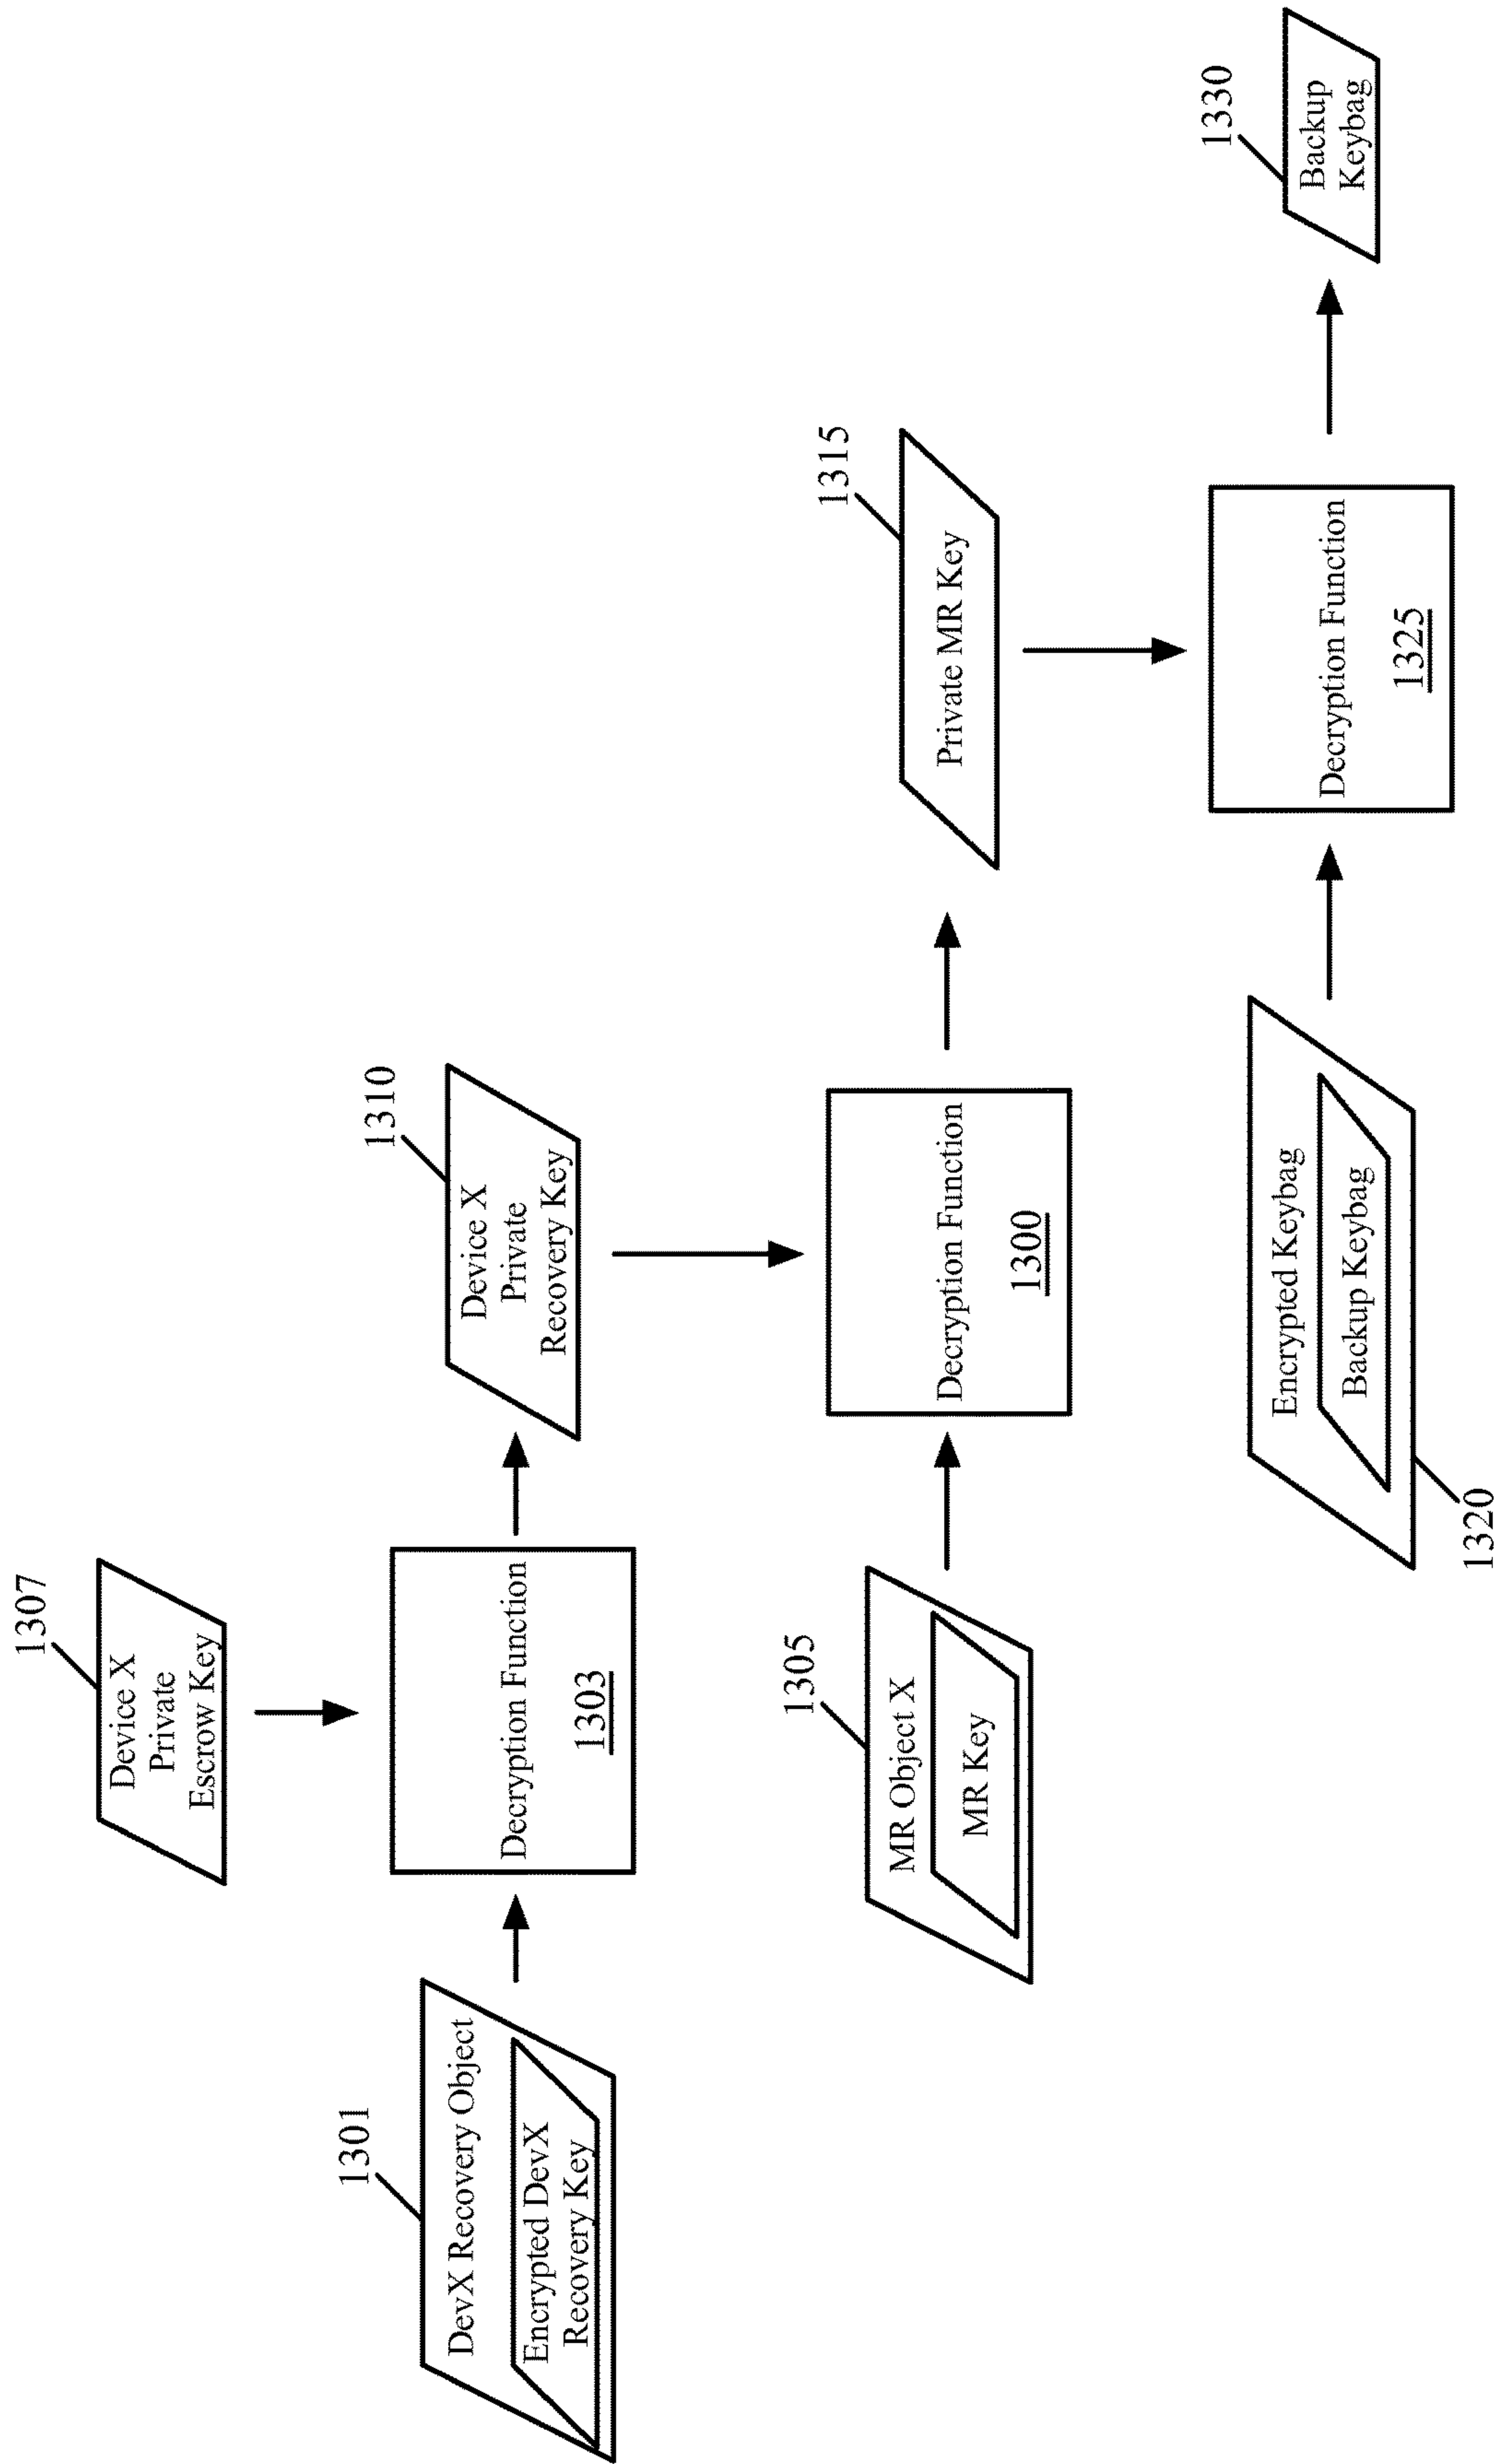 1307
Device X
Private
Escrow Key
1301
DevX Recovery Object
Encrypted DevX
Recovery Key
Decryption Function
1303
1310
Device X
Private
Recovery Key
1305
MR Object X
MR Key
Decryption Function
1300
1315
Private MR Key
Encrypted Keybag
Backup Keybag
1320
Decryption Function
1325
1330
Backup
Keybag